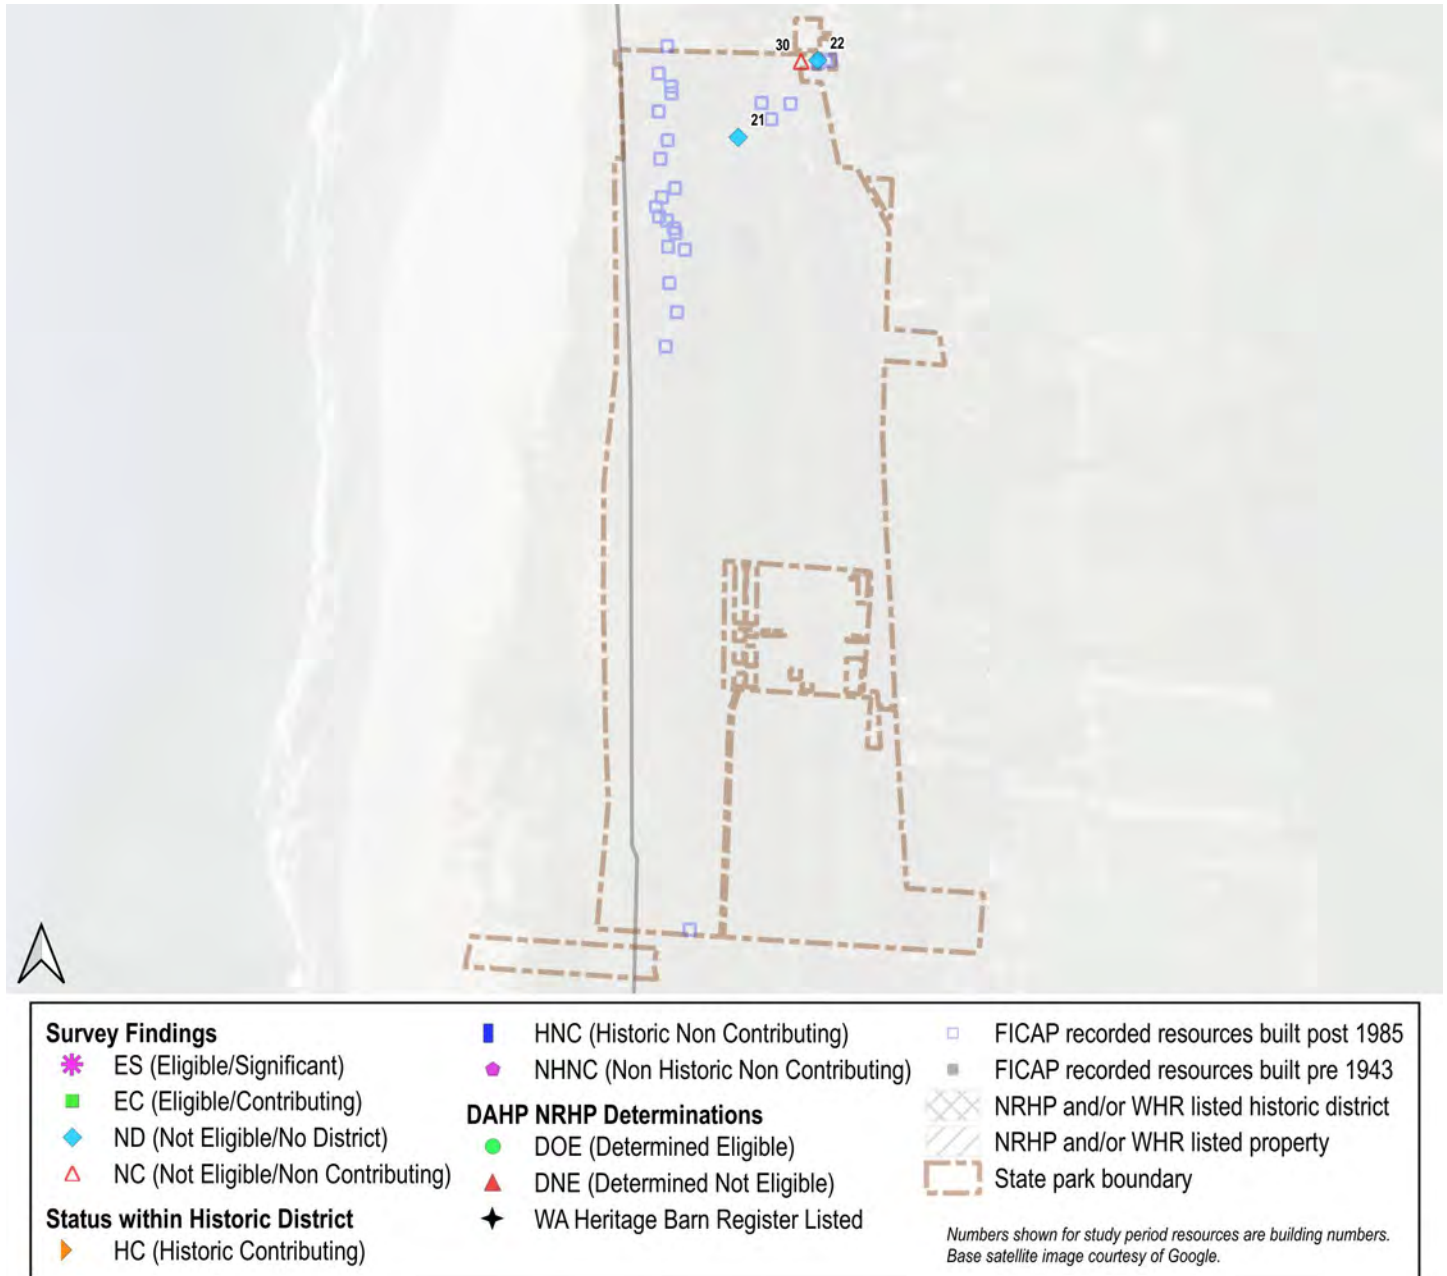 30
22
21
Survey Findings
ES (Eligible/Significant)
EC (Eligible/Contributing)
ND (Not Eligible/No District)
NC (Not Eligible/Non Contributing)
Status within Historic District
HC (Historic Contributing)
HNC (Historic Non Contributing)
NHNC (Non Historic Non Contributing)
DAHP NRHP Determinations
DOE (Determined Eligible)
DNE (Determined Not Eligible)
WA Heritage Barn Register Listed
FICAP recorded resources built post 1985
FICAP recorded resources built pre 1943
NRHP and/or WHR listed historic district
NRHP and/or WHR listed property
State park boundary
Numbers shown for study period resources are building numbers.
Base satellite image courtesy of Google.